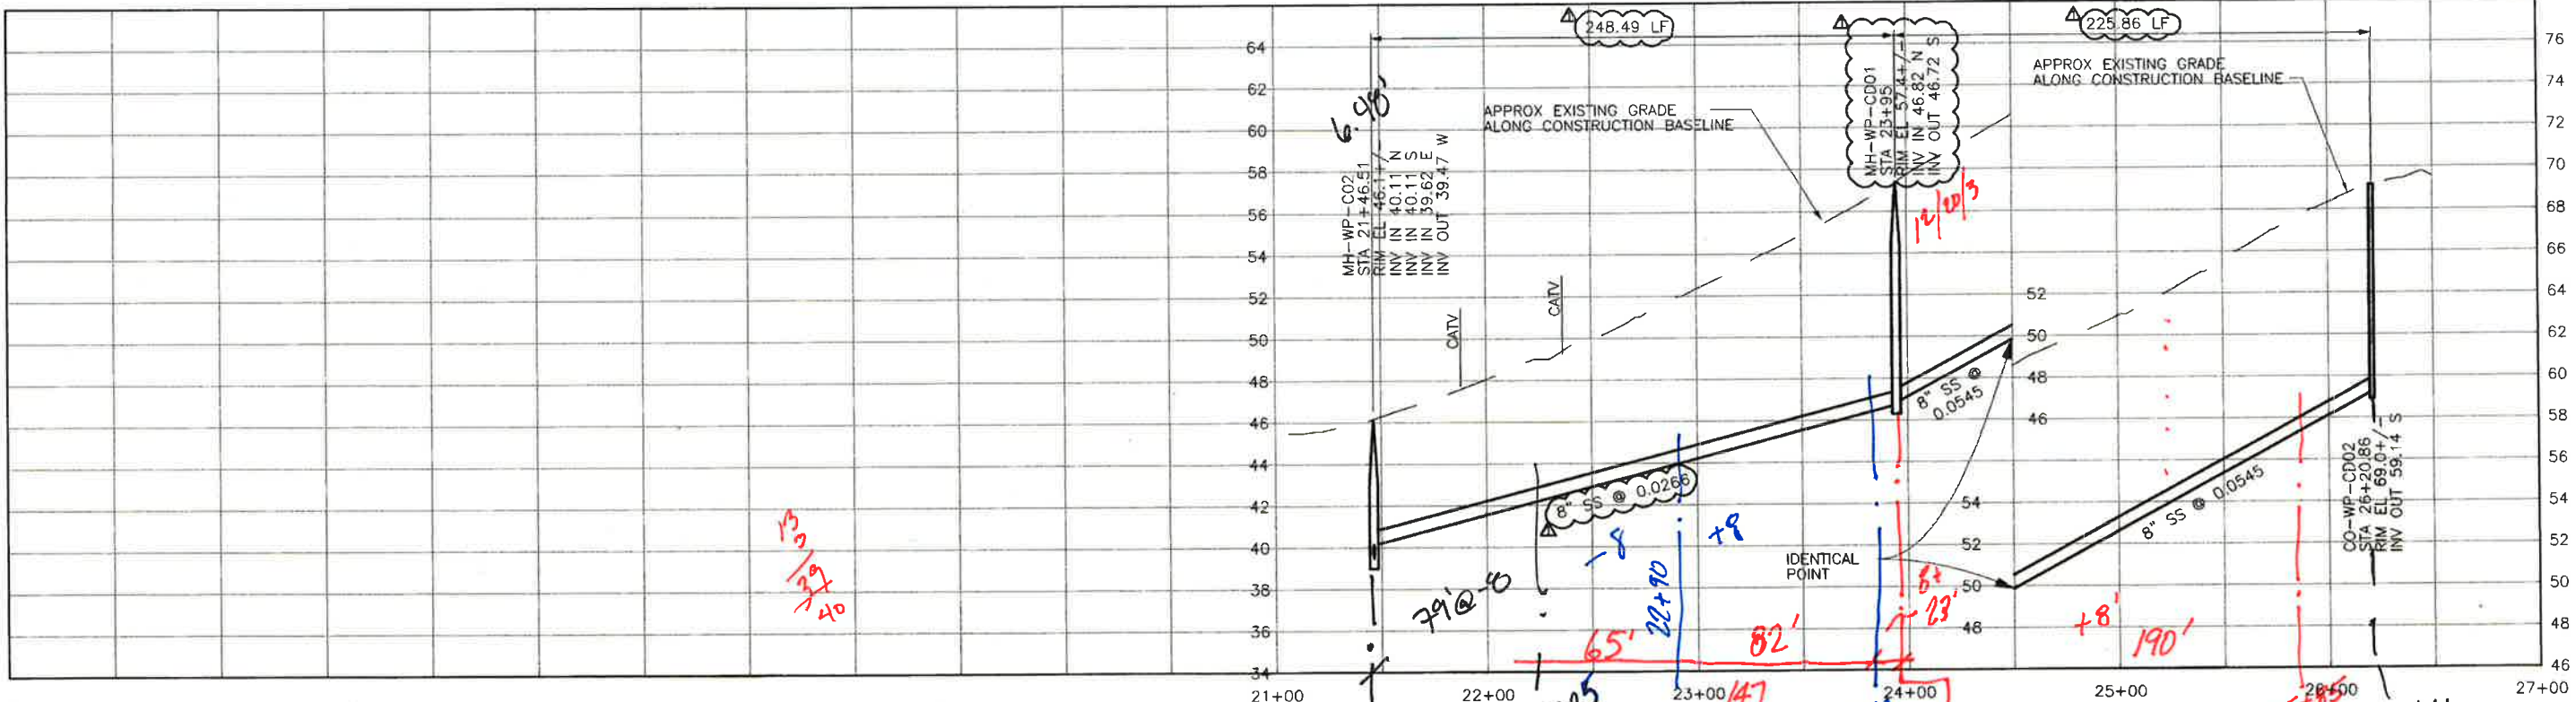 248.49 LF
225.86 LF
64
62
60
58
56
54
52
50
48
46
44
42
40
38
36
34
76
74
72
70
68
66
64
62
60
58
56
54
52
50
48
46
6.48'
MH-WP-C02
STA 21+46.51
RIM EL 46.1+/-
INV IN 40.11 N
INV IN 40.11 S
INV IN 39.62 E
INV OUT 39.47 W
APPROX EXISTING GRADE
ALONG CONSTRUCTION BASELINE
MH-WP-CD01
STA 23+95
RIM EL 57.4+/-
INV IN 46.82 N
INV OUT 46.72 S
APPROX EXISTING GRADE
ALONG CONSTRUCTION BASELINE
12/20/3
CATV
CATV
52
50
48
46
8" SS @
0.0545
8" SS @ 0.0266
54
52
50
48
IDENTICAL
POINT
8" SS @ 0.0545
CO-WP-CD02
STA 26+20.86
RIM EL 69.0+/-
INV OUT 59.14 S
-8
+8
22+90
79'@-8
65'
82'
8+
23'
+8'
190'
147
21+00
22+00
23+00
24+00
25+00
26+00
27+00